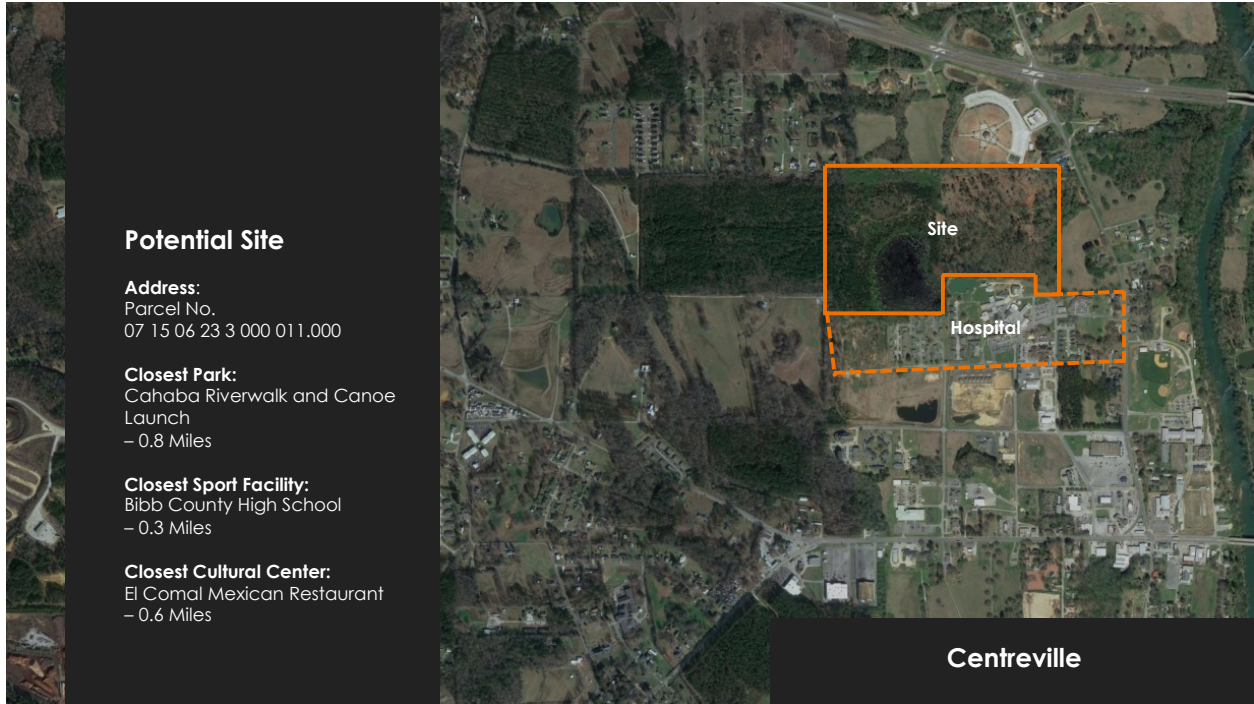 Potential Site
Address:
Parcel No.
07 15 06 23 3 000 011.000
Closest Park:
Cahaba Riverwalk and Canoe
Launch
– 0.8 Miles
Closest Sport Facility:
Bibb County High School
– 0.3 Miles
Closest Cultural Center:
El Comal Mexican Restaurant
– 0.6 Miles
Site
Hospital
Centreville